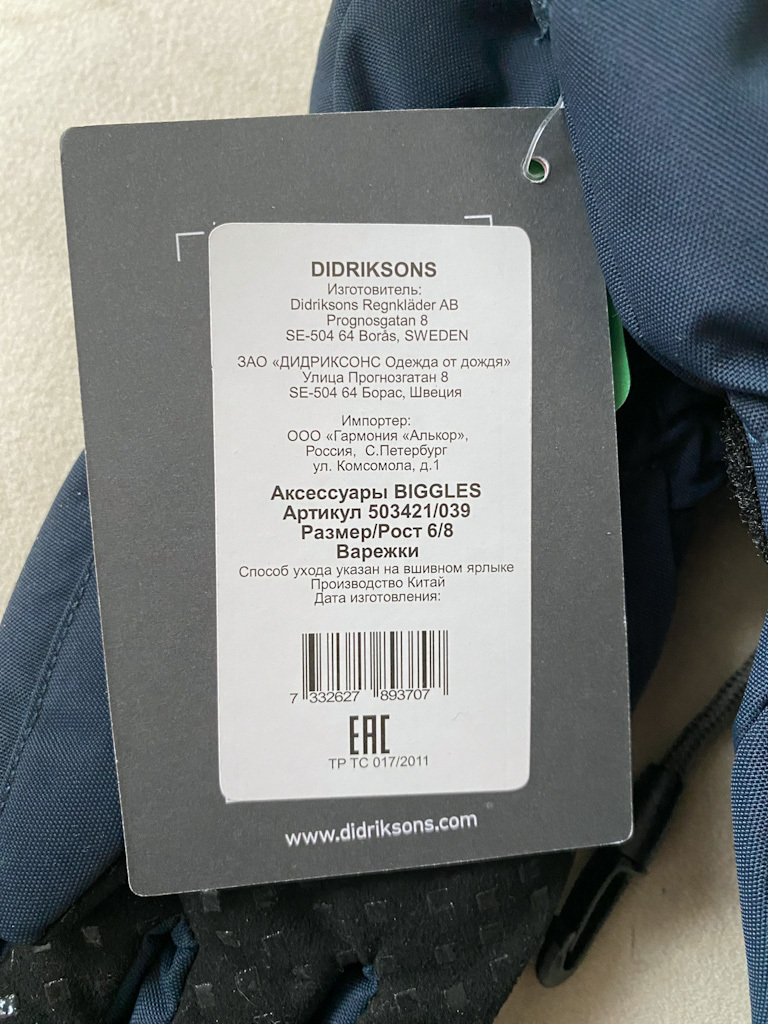 DIDRIKSONS
Изготовитель:
Didriksons Regnkläder AB
Prognosgatan 8
SE-504 64 Borås, SWEDEN
ЗАО «ДИДРИКСОНС Одежда от дождя»
Улица Прогнозгатан 8
SE-504 64 Борас, Швеция
Импортер:
ООО «Гармония «Алькор»,
Россия, С.Петербург
ул. Комсомола, д.1
Аксессуары BIGGLES
Артикул 503421/039
Размер/Рост 6/8
Варежки
Способ ухода указан на вшивном ярлыке
Производство Китай
Дата изготовления:
7 332627 893707
EAC
ТР ТС 017/2011
www.didriksons.com